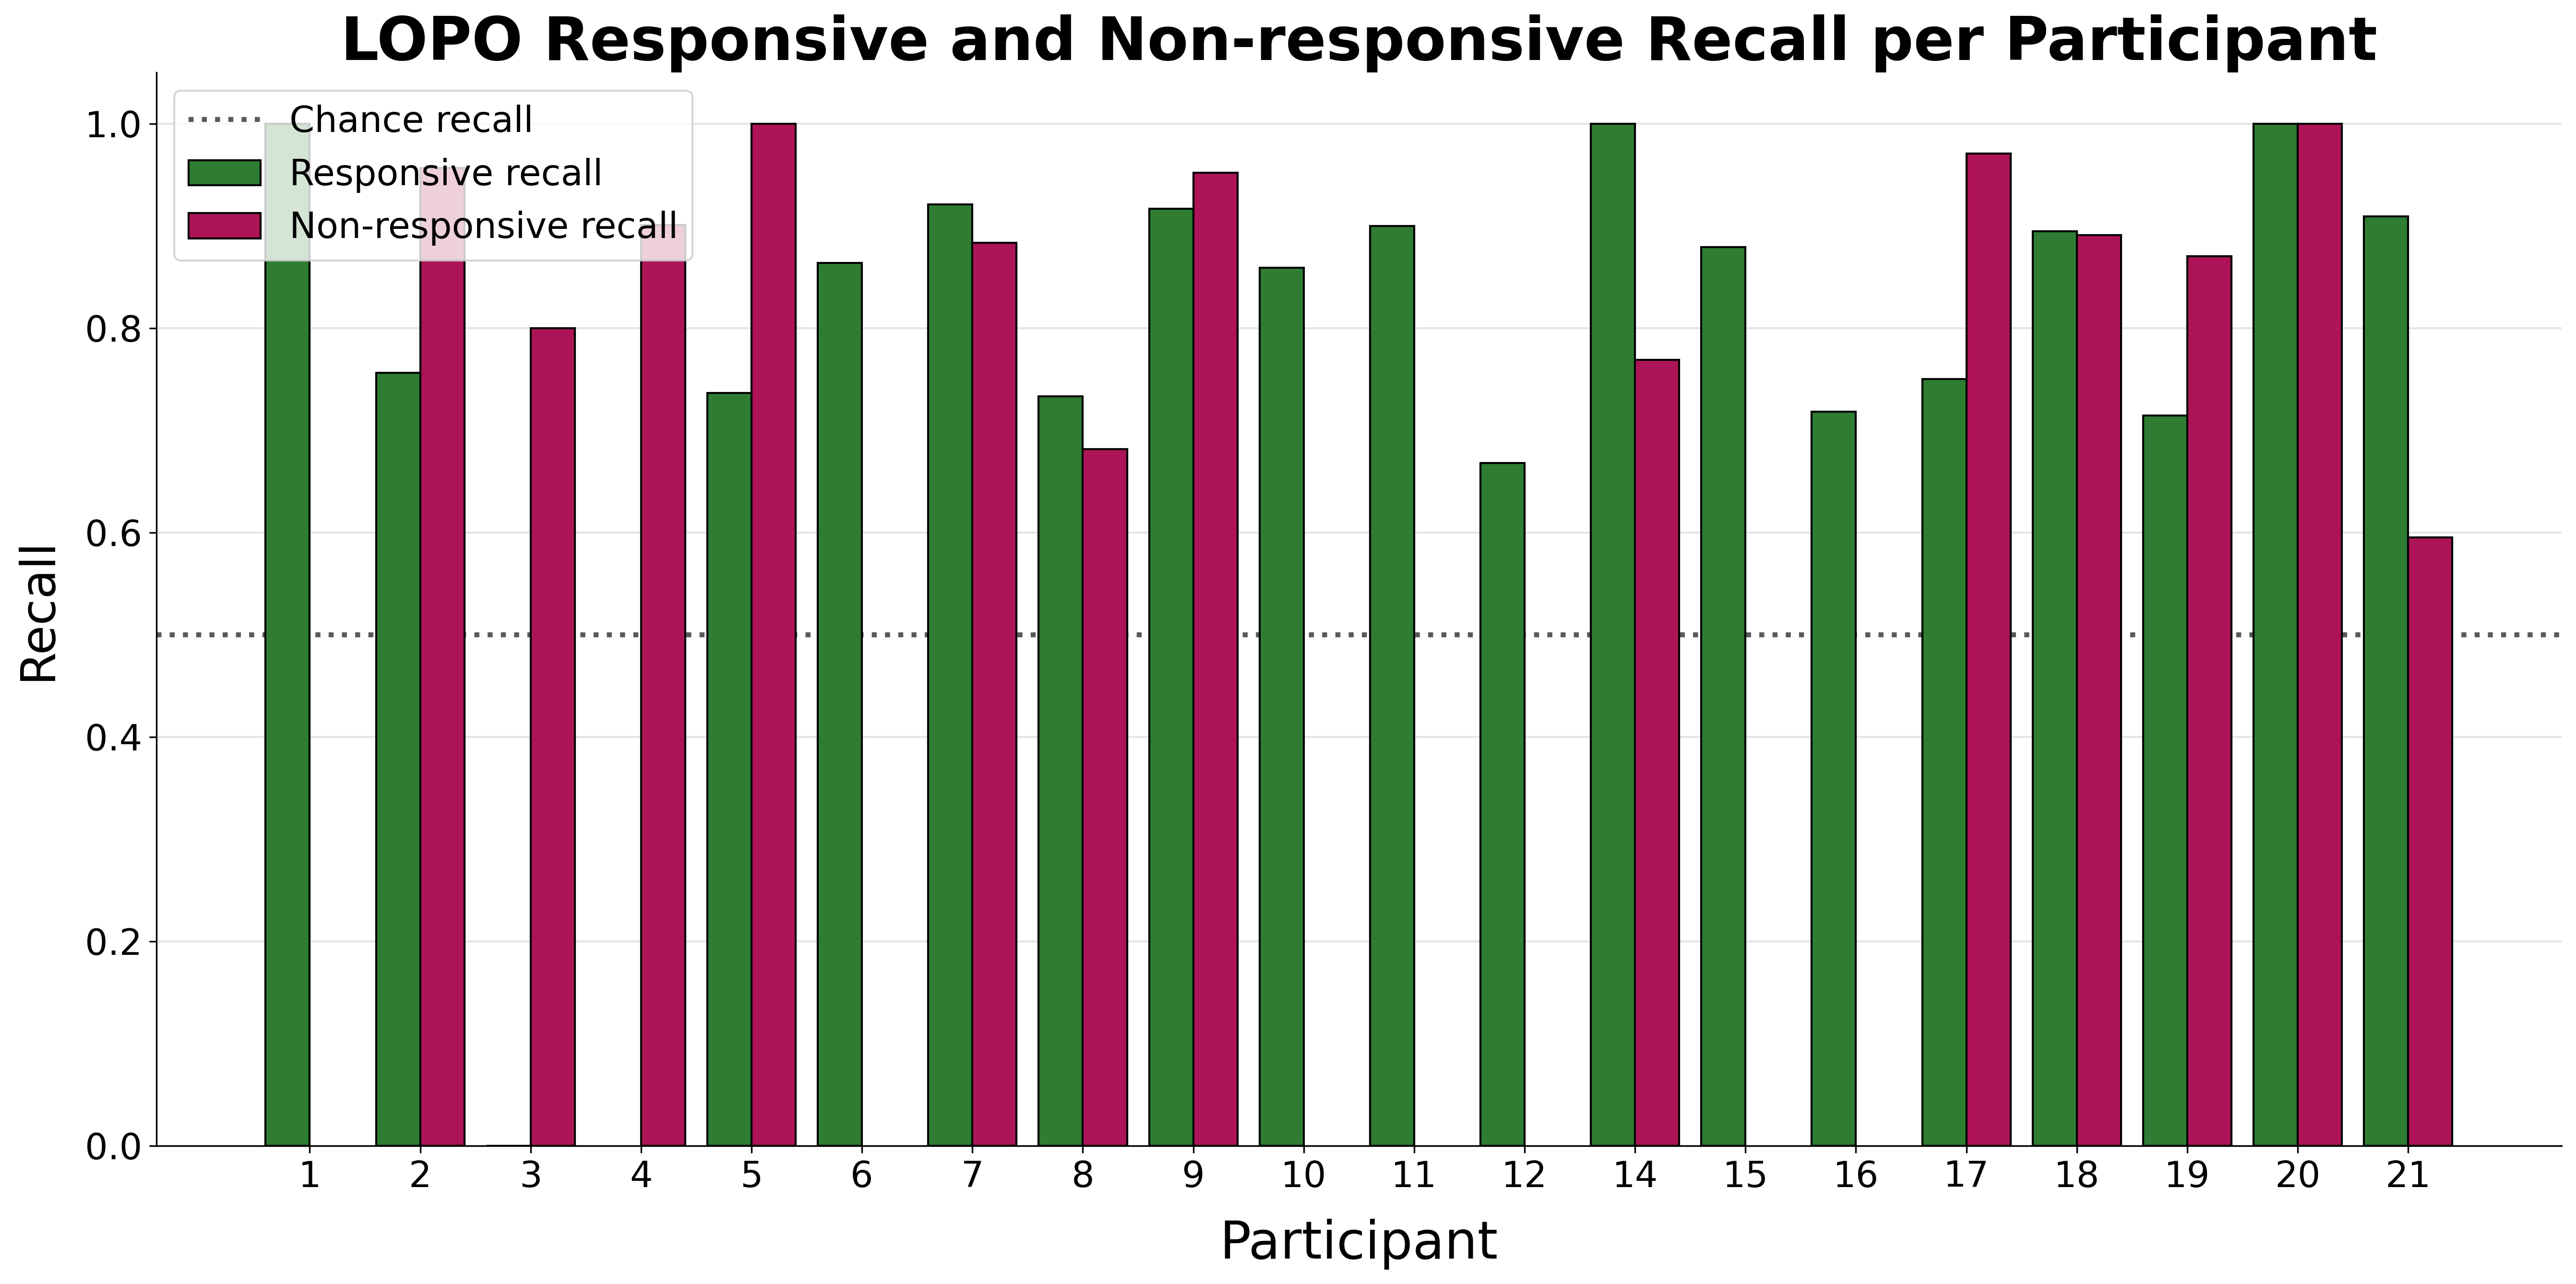 LOPO Responsive and Non-responsive Recall per Participant
Chance recall
Responsive recall
Non-responsive recall
Recall
1.0
0.8
0.6
0.4
0.2
0.0
1 2 3 4 5 6 7 8 9 10 11 12 14 15 16 17 18 19 20 21
Participant